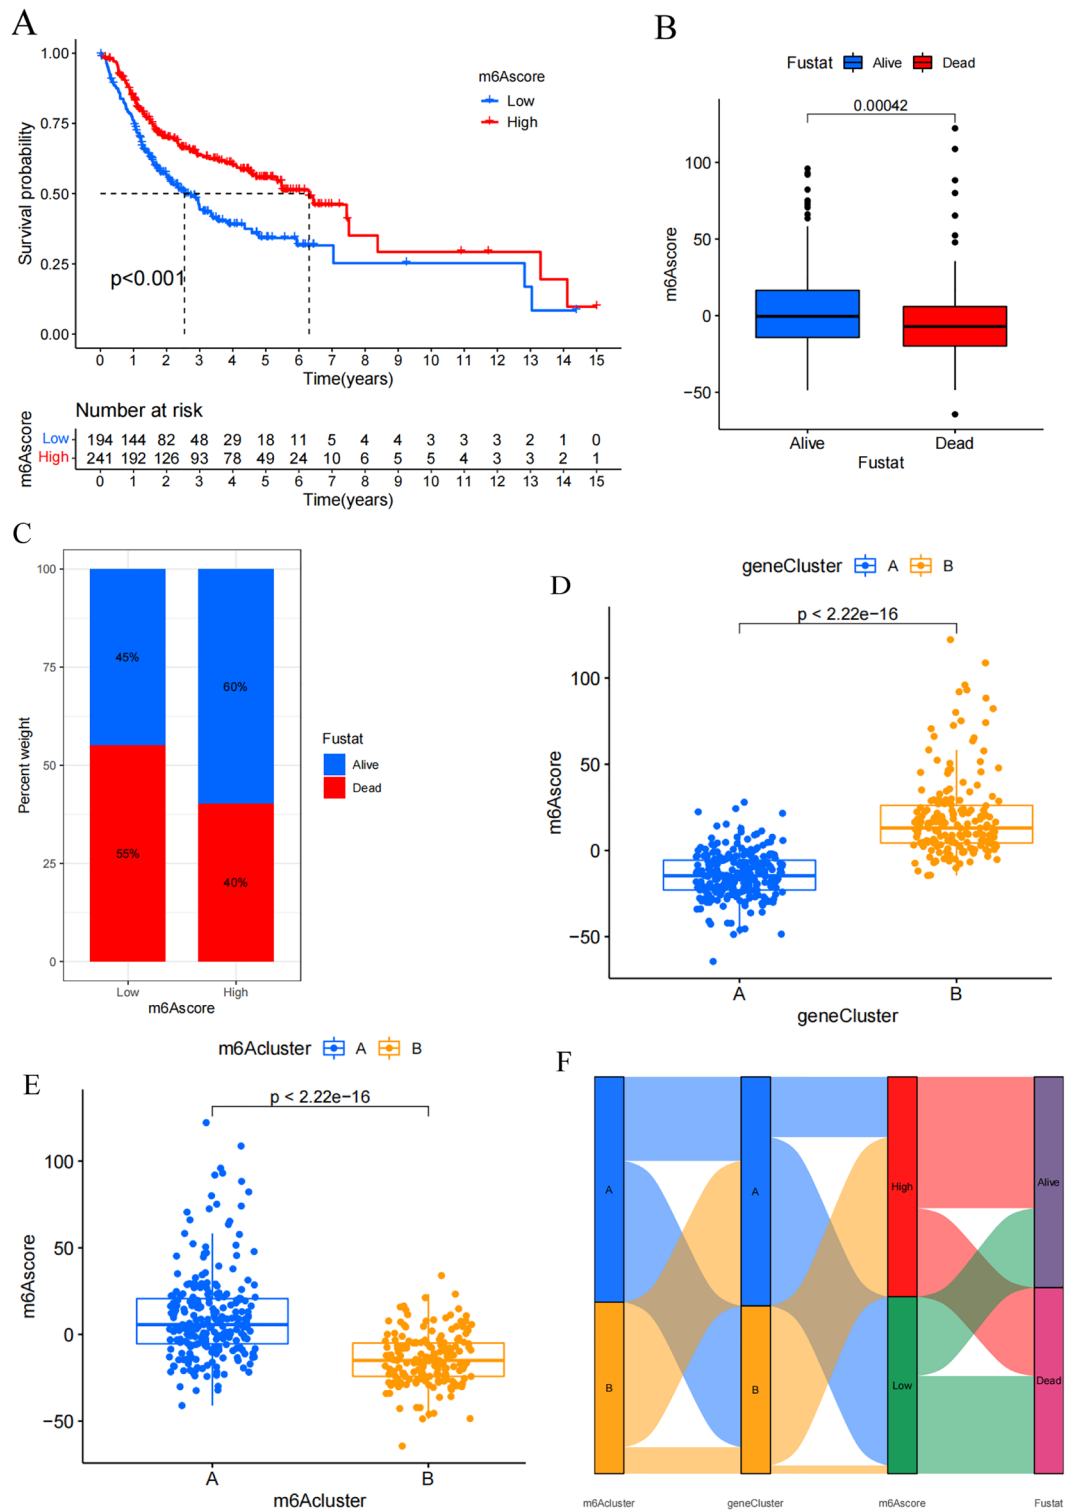 A
1.00
0.75
0.50
0.25
0.00
Survival probability
m6Ascore
Low
High
p<0.001
0 1 2 3 4 5 6 7 8 9 10 11 12 13 14 15
Time(years)
Number at risk
m6Ascore
Low 194 144 82 48 29 18 11 5 4 4 3 3 3 2 1 0
High 241 192 126 93 78 49 24 10 6 5 5 4 3 3 2 1
0 1 2 3 4 5 6 7 8 9 10 11 12 13 14 15
Time(years)
B
Fustat Alive Dead
0.00042
100
50
0
−50
m6Ascore
Alive Dead
Fustat
C
100
75
50
25
0
Percent weight
45%
60%
55%
40%
Low High
m6Ascore
Fustat
Alive
Dead
D
geneCluster A B
p < 2.22e−16
100
50
0
−50
m6Ascore
A B
geneCluster
E
m6Acluster A B
p < 2.22e−16
100
50
0
−50
m6Ascore
A B
m6Acluster
F
A
B
A
B
High
Low
Alive
Dead
m6Acluster geneCluster m6Ascore Fustat